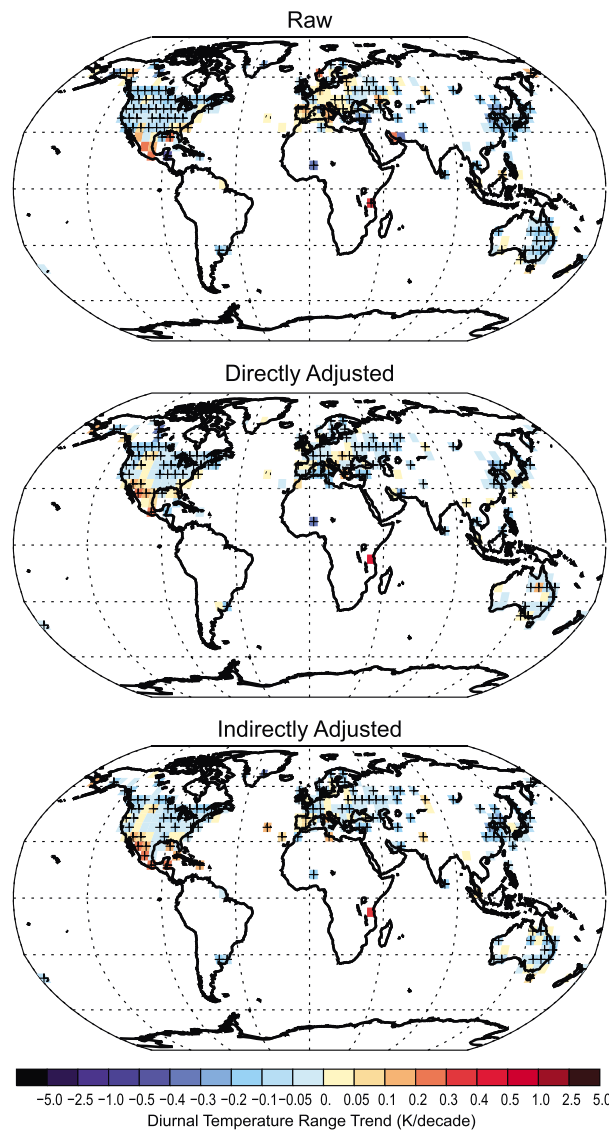 Raw
Directly Adjusted
Indirectly Adjusted
−5.0 −2.5 −1.0 −0.5 −0.4 −0.3 −0.2 −0.1 −0.05 0. 0.05 0.1 0.2 0.3 0.4 0.5 1.0 2.5 5.0
Diurnal Temperature Range Trend (K/decade)